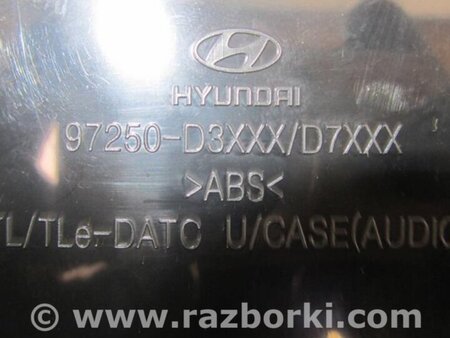 HYUNDAI
97250-D3XXX/D7XXX
>ABS<
TL/TLe-DATC U/CASE(AUDIO
© www.razborki.com